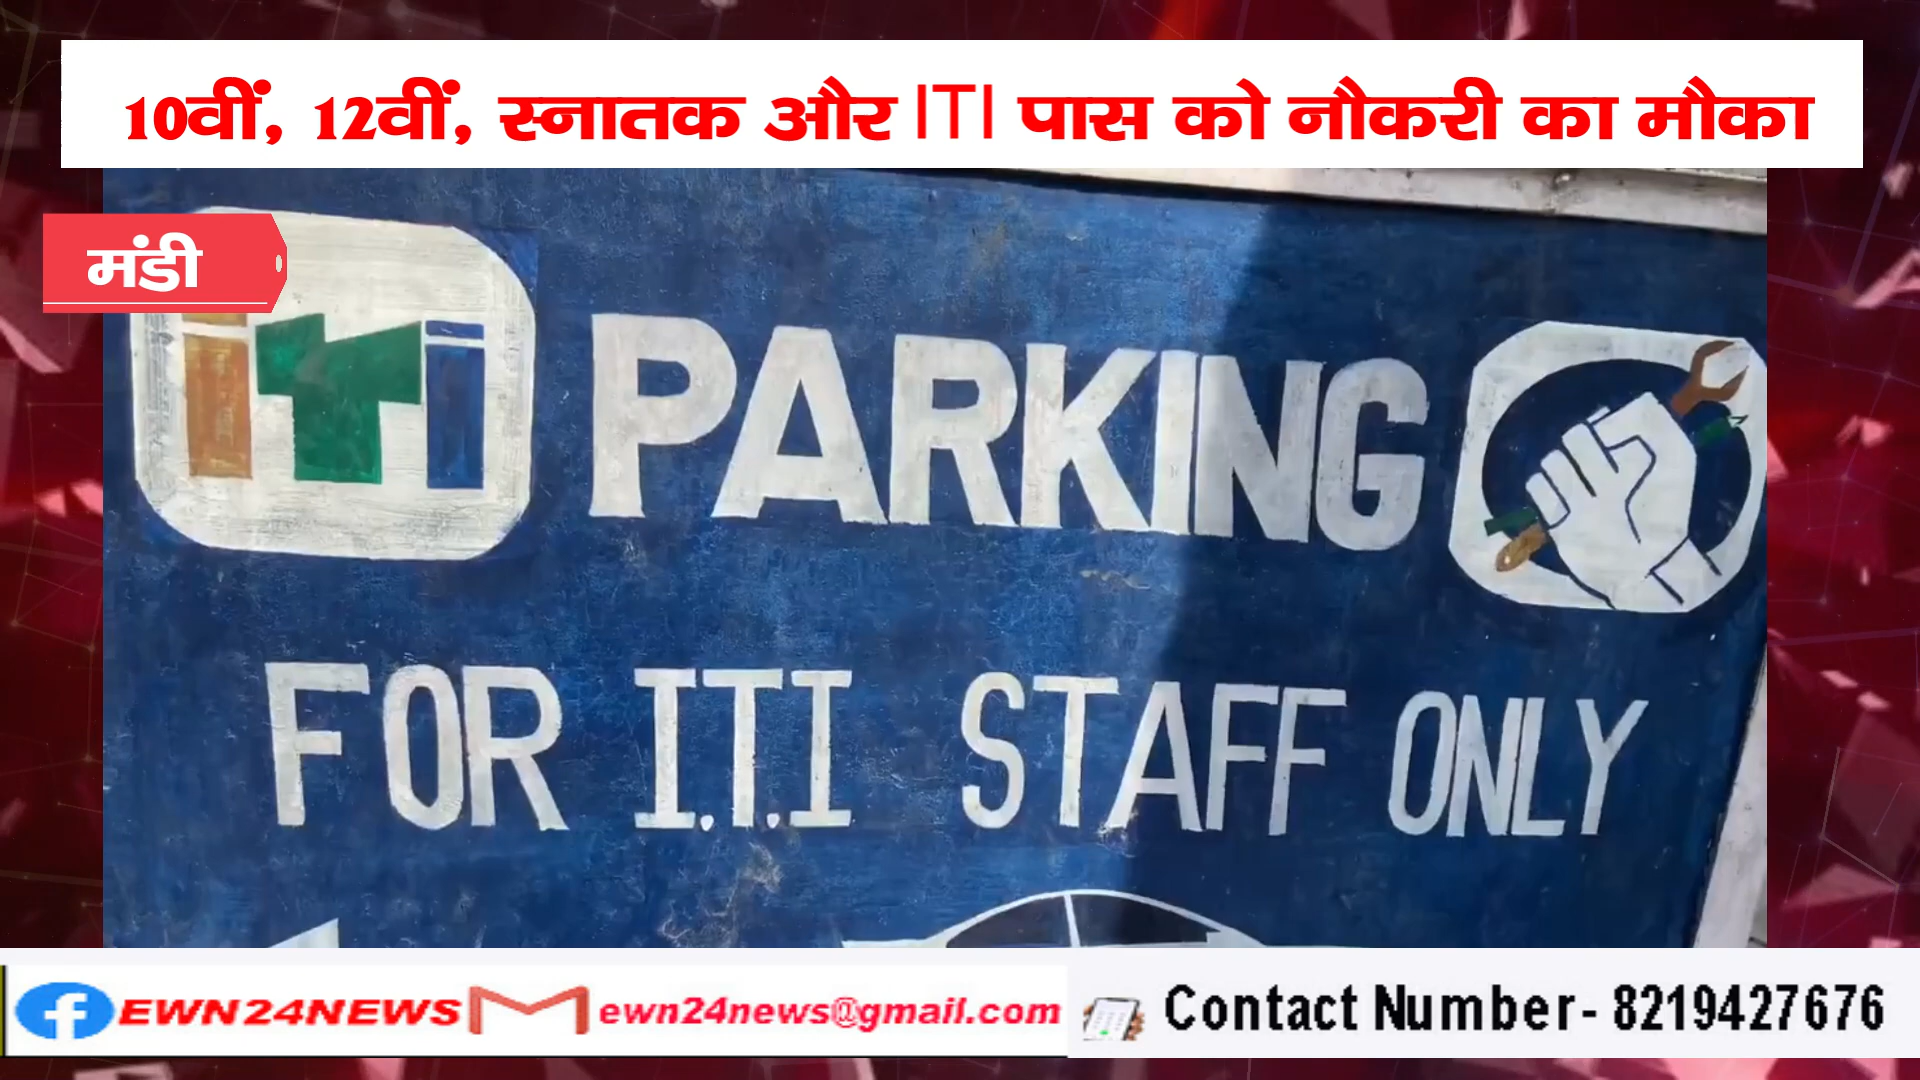 10वीं, 12वीं, स्नातक और ITI पास को नौकरी का मौका
मंडी
iTi PARKING
FOR I.T.I STAFF ONLY
EWN24NEWS ewn24news@gmail.com Contact Number- 8219427676